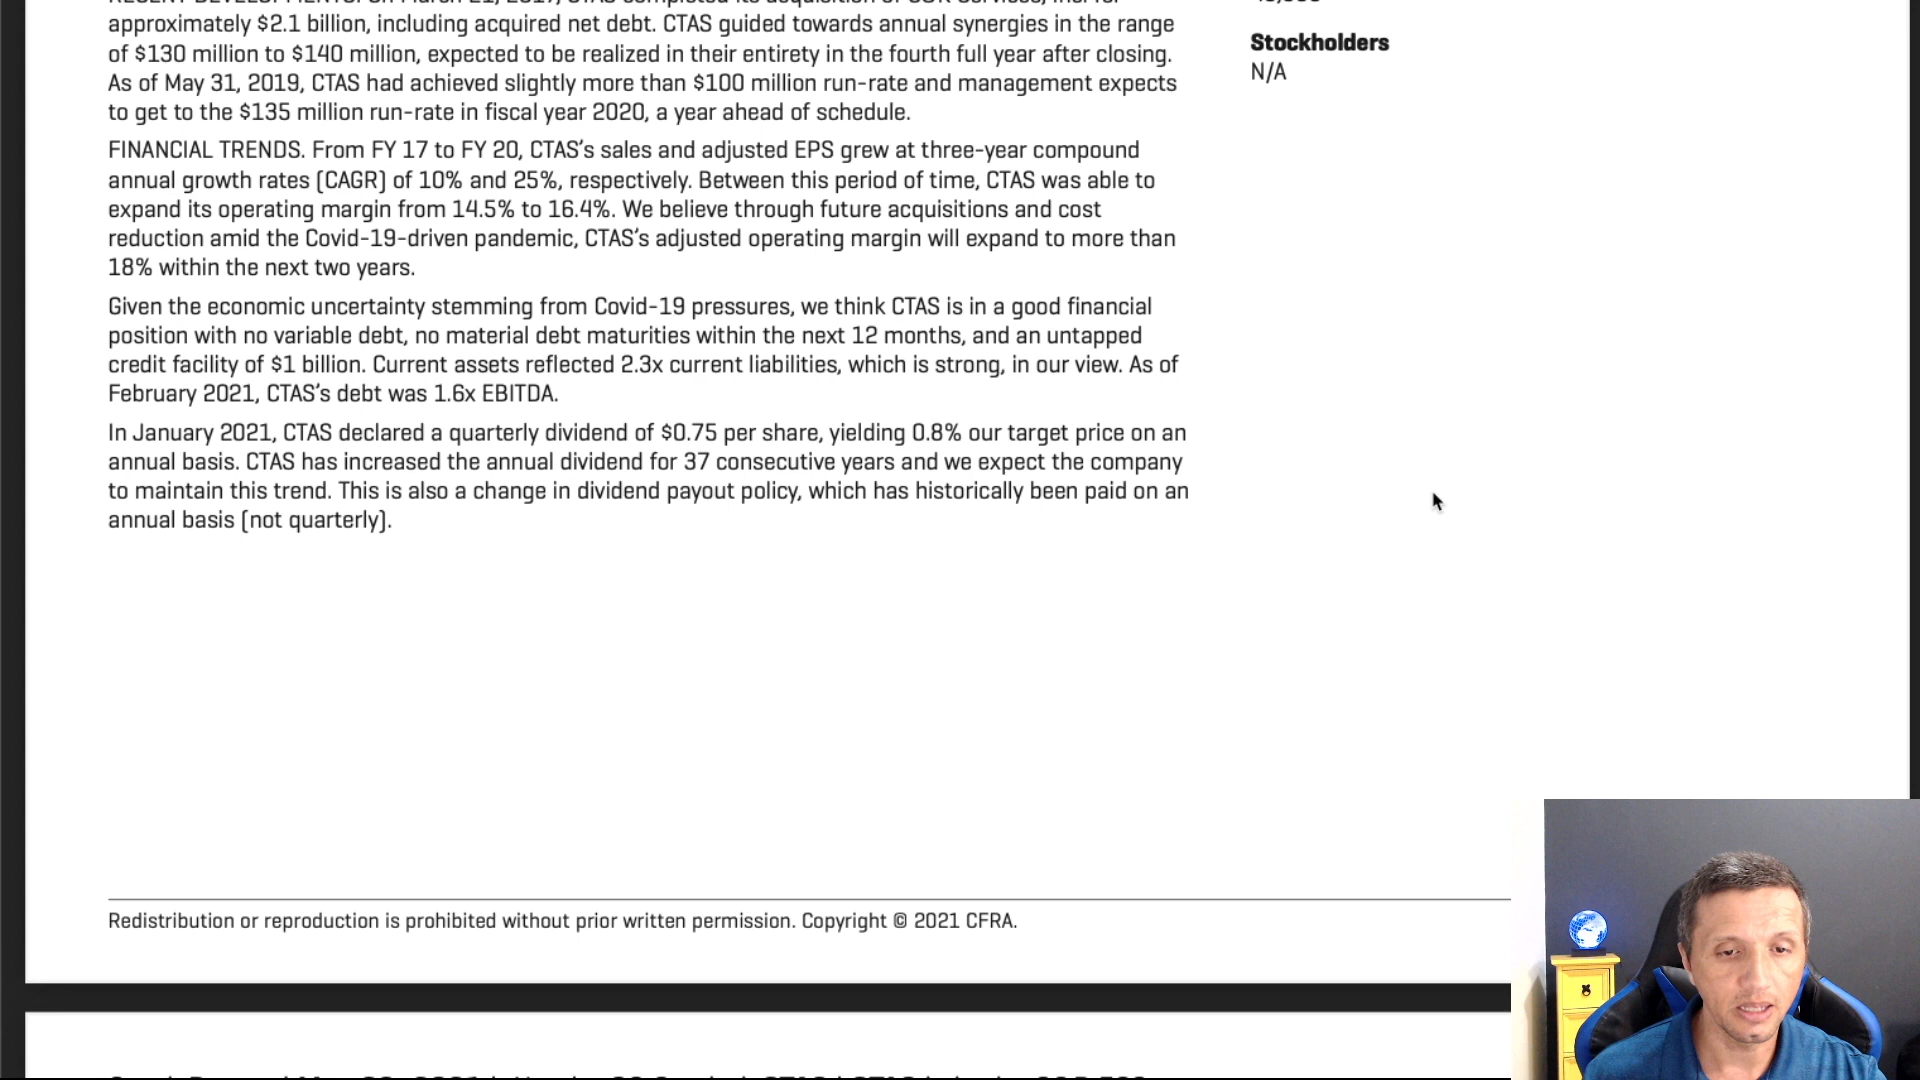 approximately $2.1 billion, including acquired net debt. CTAS guided towards annual synergies in the range
of $130 million to $140 million, expected to be realized in their entirety in the fourth full year after closing.
As of May 31, 2019, CTAS had achieved slightly more than $100 million run-rate and management expects
to get to the $135 million run-rate in fiscal year 2020, a year ahead of schedule.
FINANCIAL TRENDS. From FY 17 to FY 20, CTAS's sales and adjusted EPS grew at three-year compound
annual growth rates (CAGR) of 10% and 25%, respectively. Between this period of time, CTAS was able to
expand its operating margin from 14.5% to 16.4%. We believe through future acquisitions and cost
reduction amid the Covid-19-driven pandemic, CTAS's adjusted operating margin will expand to more than
18% within the next two years.
Given the economic uncertainty stemming from Covid-19 pressures, we think CTAS is in a good financial
position with no variable debt, no material debt maturities within the next 12 months, and an untapped
credit facility of $1 billion. Current assets reflected 2.3x current liabilities, which is strong, in our view. As of
February 2021, CTAS's debt was 1.6x EBITDA.
In January 2021, CTAS declared a quarterly dividend of $0.75 per share, yielding 0.8% our target price on an
annual basis. CTAS has increased the annual dividend for 37 consecutive years and we expect the company
to maintain this trend. This is also a change in dividend payout policy, which has historically been paid on an
annual basis (not quarterly).
Stockholders
N/A
Redistribution or reproduction is prohibited without prior written permission. Copyright © 2021 CFRA.